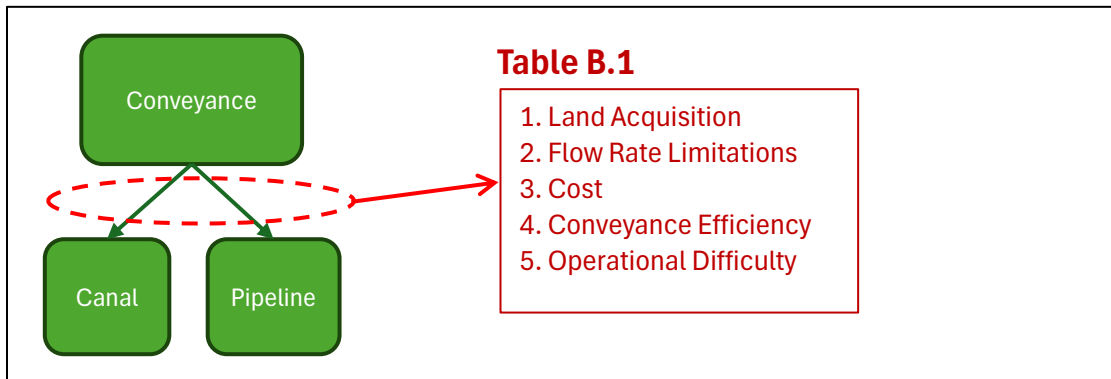 Conveyance
Canal
Pipeline
Table B.1
1. Land Acquisition
2. Flow Rate Limitations
3. Cost
4. Conveyance Efficiency
5. Operational Difficulty